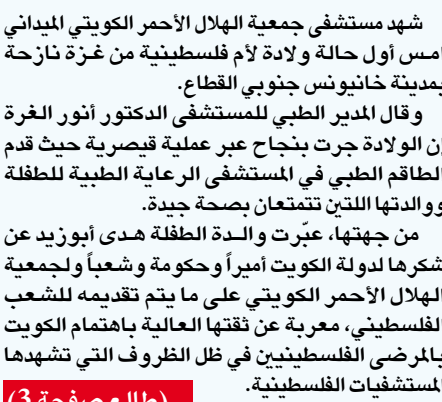 شهد مستشفى جمعية الهلال الأحمر الكويتي الميداني
امس أول حالة ولادة لأم فلسطينية من غزة نازحة
بمدينة خانيونس جنوبي القطاع.
وقال المدير الطبي للمستشفى الدكتور أنور الغرة
إن الولادة جرت بنجاح عبر عملية قيصرية حيث قدم
الطاقم الطبي في المستشفى الرعاية الطبية للطفلة
ووالدتها اللتين تتمتعان بصحة جيدة.
من جهتها، عبّرت والدة الطفلة هدى أبوزيد عن
شكرها لدولة الكويت أميراً وحكومة وشعباً ولجمعية
الهلال الأحمر الكويتي على ما يتم تقديمه للشعب
الفلسطيني، معربة عن ثقتها العالية باهتمام الكويت
بالمرضى الفلسطينيين في ظل الظروف التي تشهدها
المستشفيات الفلسطينية.
(طالع صفحة 3)